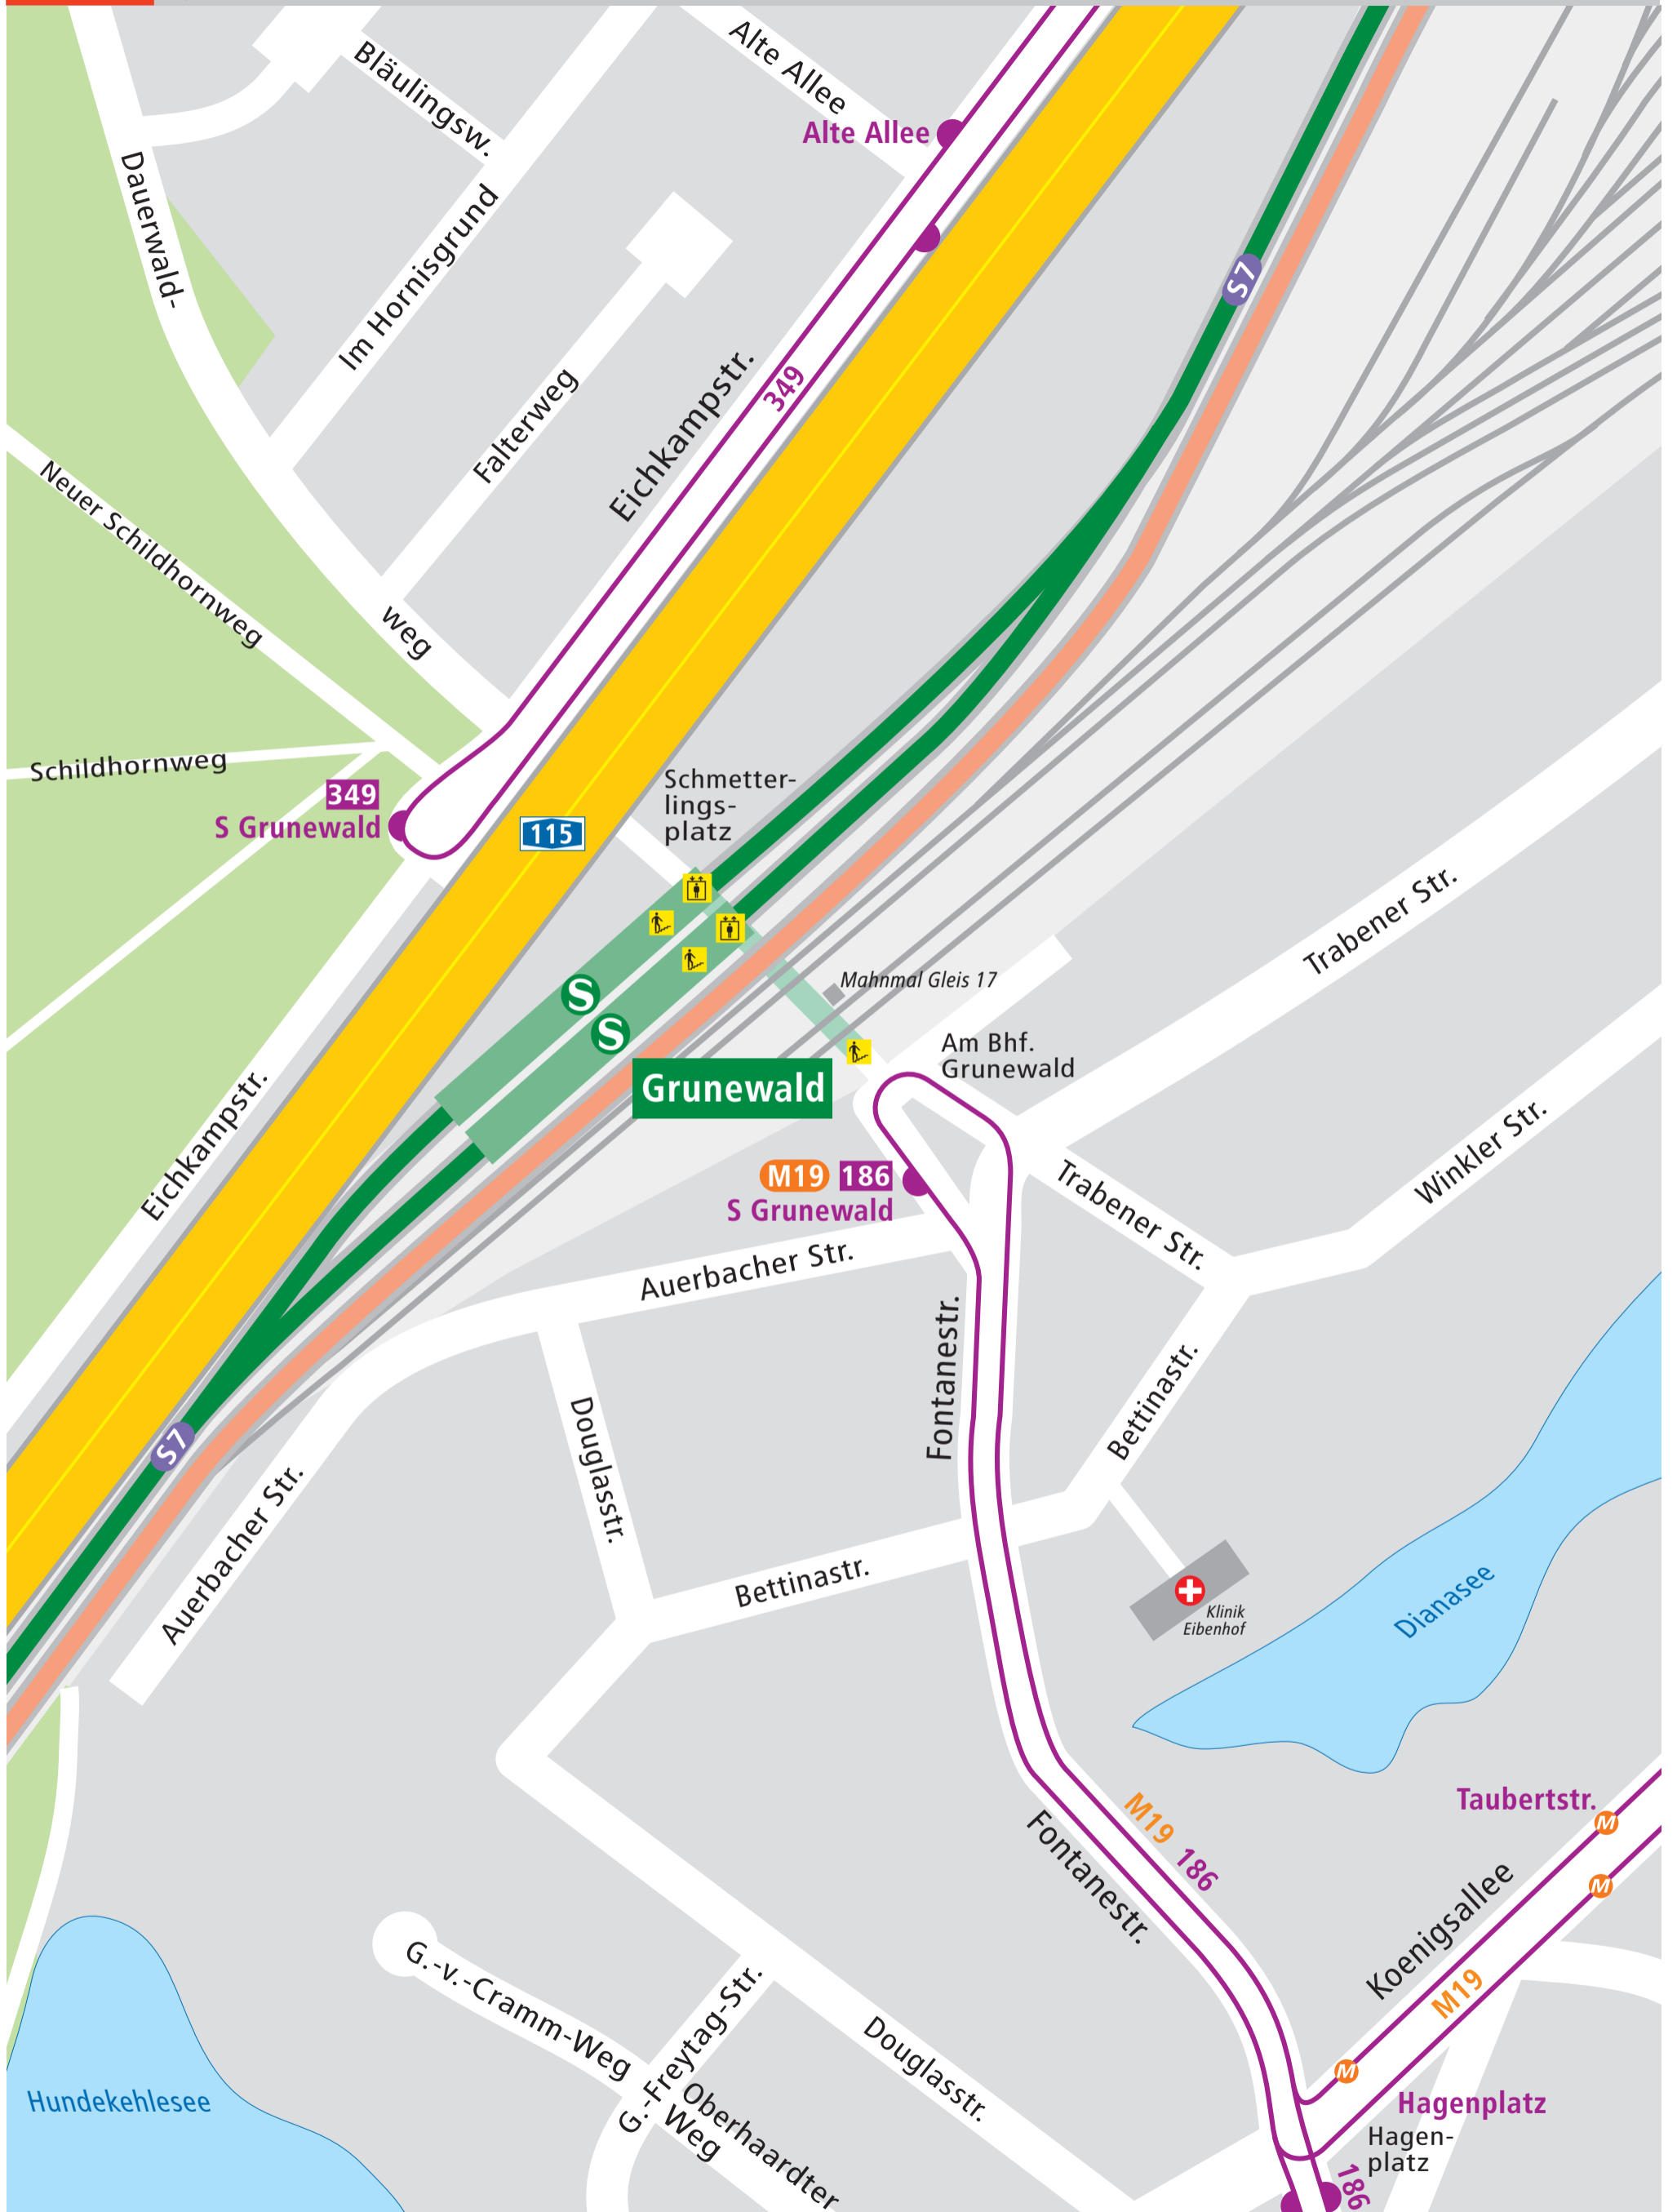 Bläulingsw.
Alte Allee
Alte Allee
Dauerwald-
weg
Im Hornisgrund
Falterweg
Eichkampstr.
349
S7
Neuer Schildhornweg
Schildhornweg
349
S Grunewald
115
Schmetter-
lings-
platz
S
S
Mahnmal Gleis 17
Grunewald
Am Bhf.
Grunewald
Trabener Str.
Trabener Str.
Winkler Str.
M19 186
S Grunewald
Eichkampstr.
Auerbacher Str.
Fontanestr.
Bettinastr.
Douglasstr.
S7
Auerbacher Str.
Bettinastr.
Klinik
Eibenhof
Dianasee
Taubertstr.
M
M
M19 186
Fontanestr.
Koenigsallee
M19
G.-v.-Cramm-Weg
G.-Freytag-Str.
Douglasstr.
Oberhaardter
Weg
Hundekehlesee
M
Hagenplatz
Hagen-
platz
186